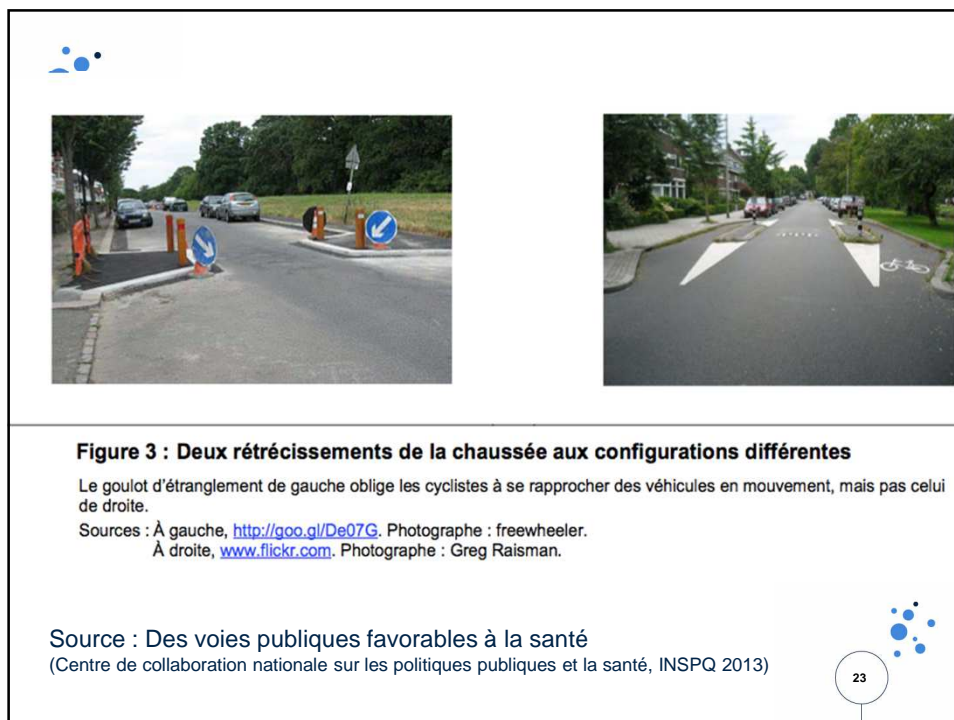 Figure 3 : Deux rétrécissements de la chaussée aux configurations différentes
Le goulot d'étranglement de gauche oblige les cyclistes à se rapprocher des véhicules en mouvement, mais pas celui
de droite.
Sources : À gauche, http://goo.gl/De07G. Photographe : freewheeler.
À droite, www.flickr.com. Photographe : Greg Raisman.
Source : Des voies publiques favorables à la santé
(Centre de collaboration nationale sur les politiques publiques et la santé, INSPQ 2013)
23